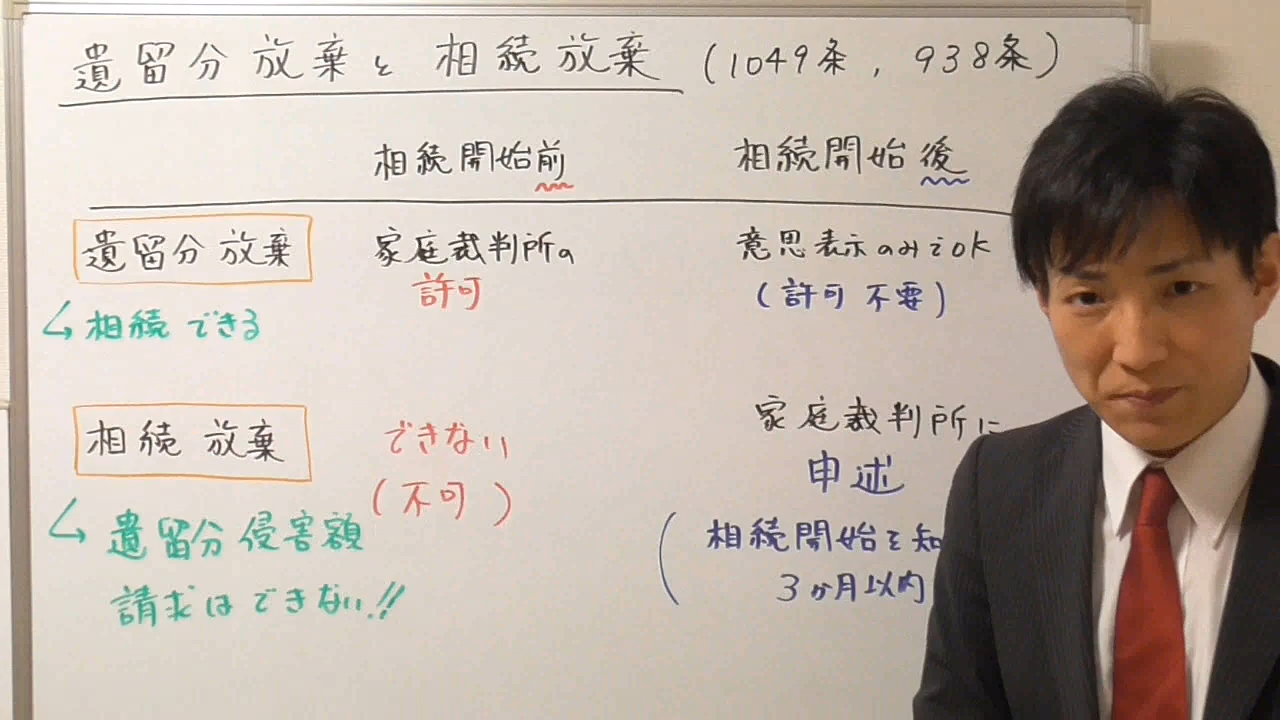 遺留分放棄と相続放棄 (1049条, 938条)
相続開始前 相続開始後
遺留分放棄 家庭裁判所の 意思表示のみでok
許可 (許可不要)
↳相続できる
相続放棄 できない 家庭裁判所に
(不可) 申述
↳遺留分侵害額 (相続開始を知
請求はできない!! 3か月以内